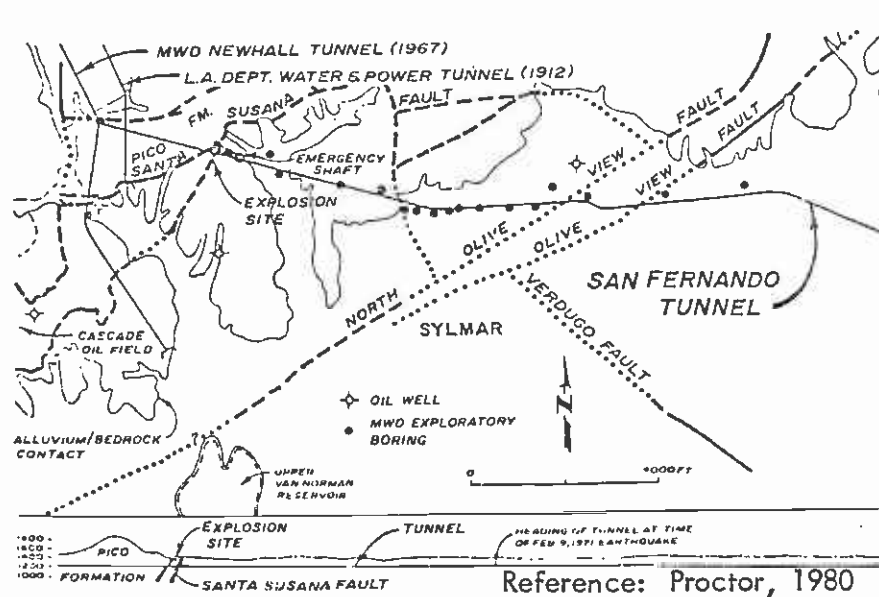 MWD NEWHALL TUNNEL (1967)
L.A. DEPT. WATER & POWER TUNNEL (1912)
FM. SUSANA
FAULT
PICO
SANTA
EMERGENCY
SHAFT
EXPLOSION
SITE
NORTH OLIVE VIEW FAULT
OLIVE VIEW FAULT
SAN FERNANDO
TUNNEL
VERDUGO FAULT
SYLMAR
CASCADE
OIL FIELD
OIL WELL
MWD EXPLORATORY
BORING
N
ALLUVIUM/BEDROCK
CONTACT
UPPER
VAN NORMAN
RESERVOIR
0 4000 FT
EXPLOSION
SITE
TUNNEL
HEADING OF TUNNEL AT TIME
OF FEB 9, 1971 EARTHQUAKE
PICO
FORMATION
1000
SANTA SUSANA FAULT
Reference: Proctor, 1980